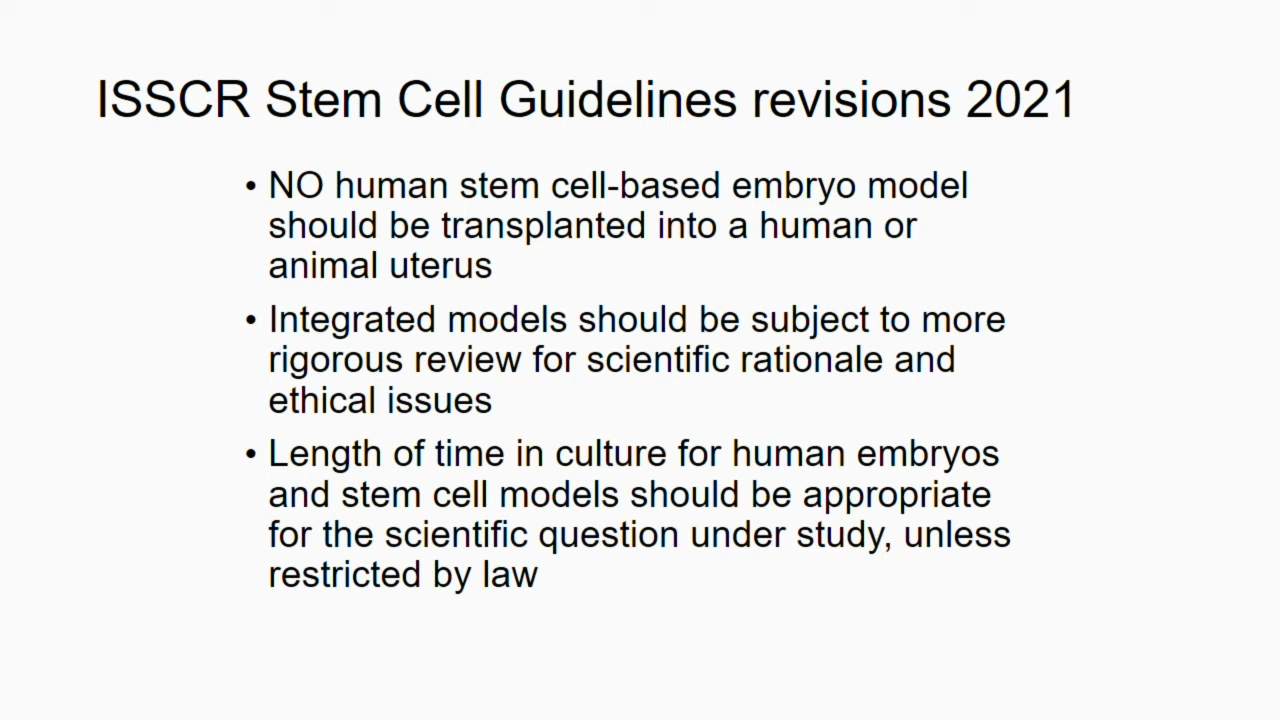 ISSCR Stem Cell Guidelines revisions 2021
• NO human stem cell-based embryo model
should be transplanted into a human or
animal uterus
• Integrated models should be subject to more
rigorous review for scientific rationale and
ethical issues
• Length of time in culture for human embryos
and stem cell models should be appropriate
for the scientific question under study, unless
restricted by law